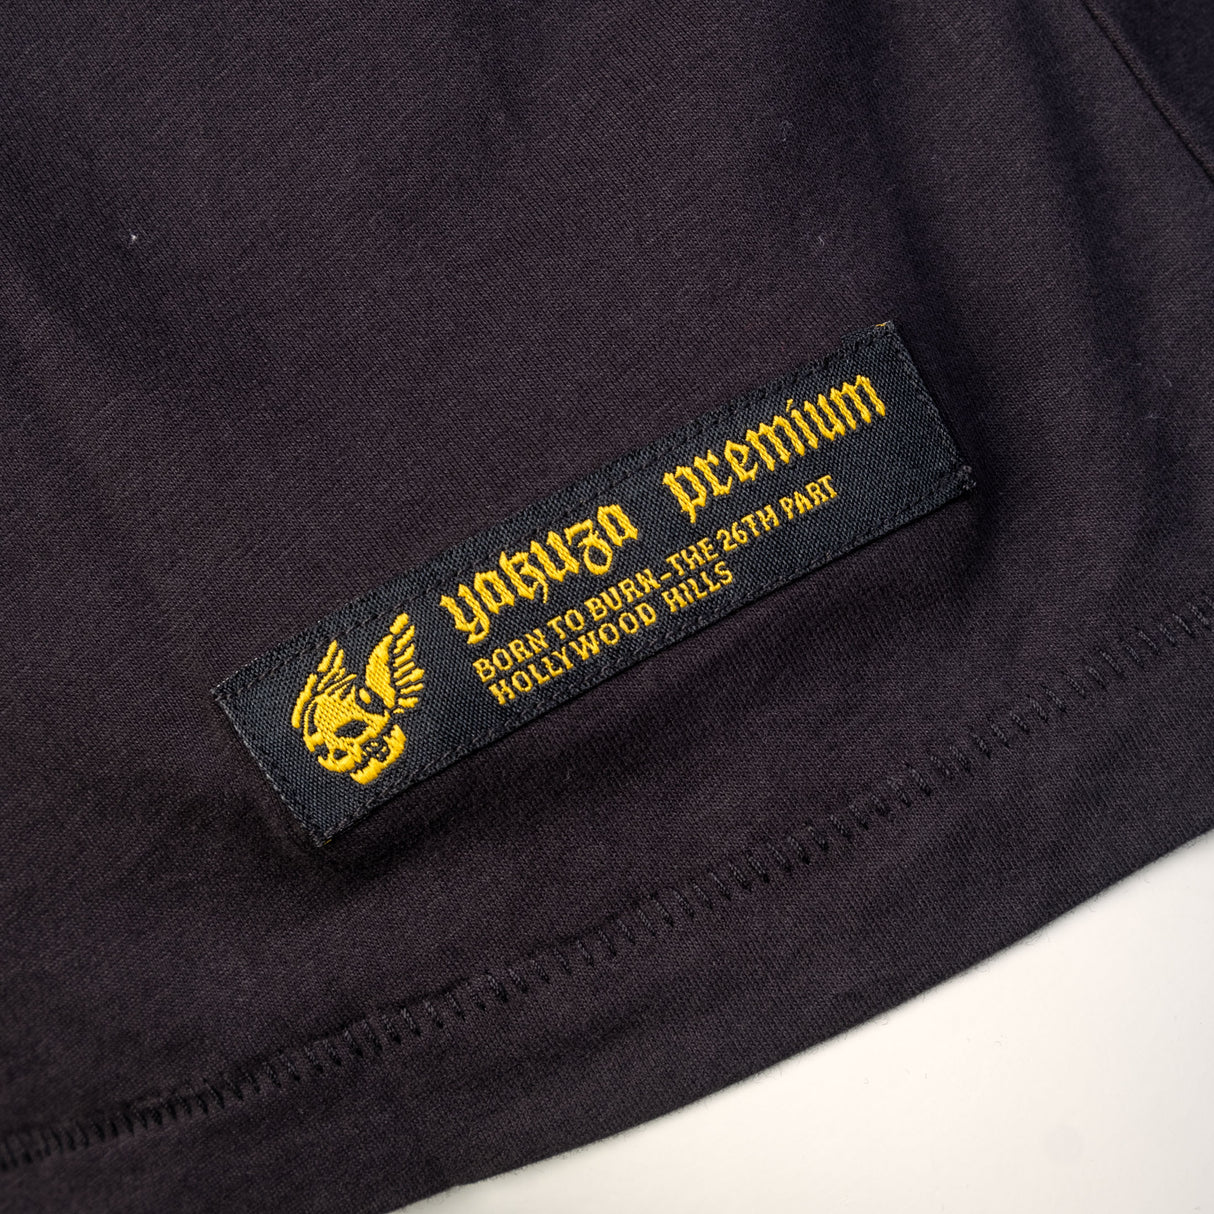 yakuza premium
BORN TO BURN-THE 26TH PART
HOLLYWOOD HILLS